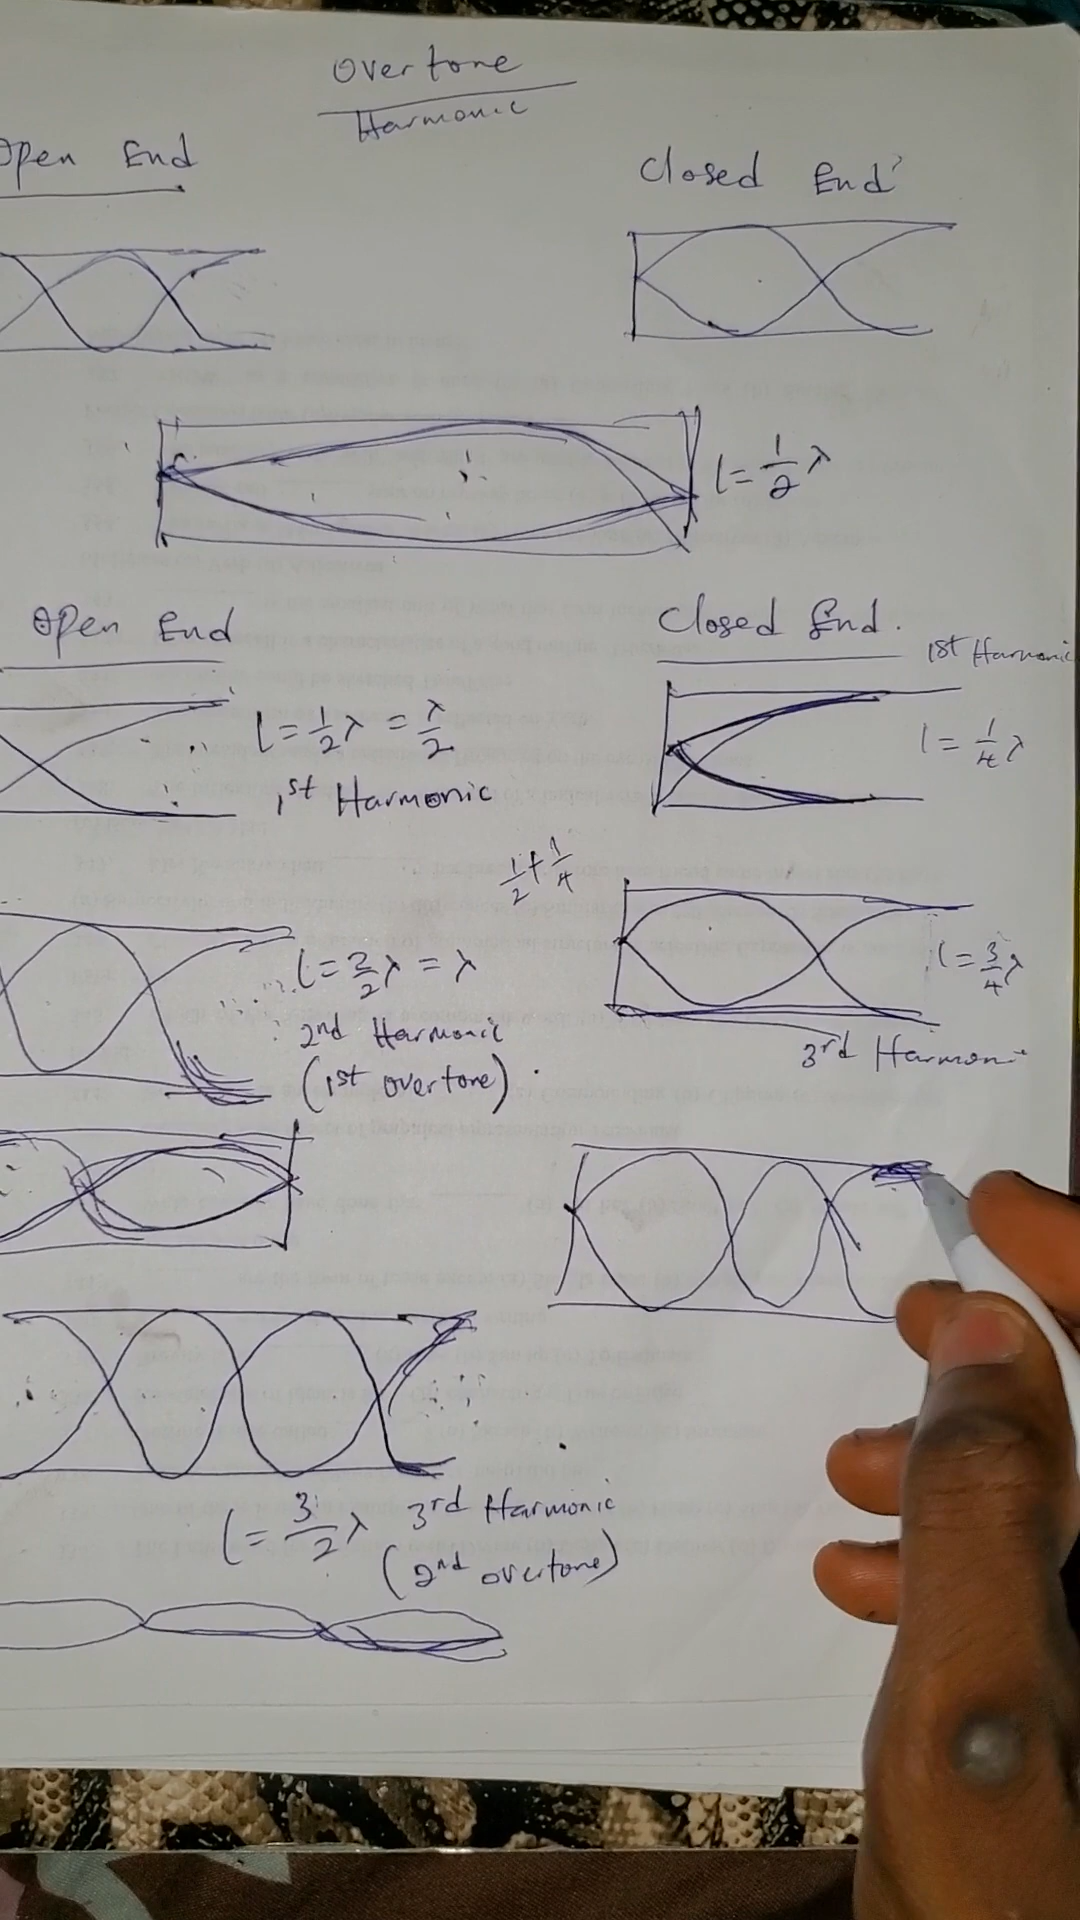 Overtone
Harmonic
Open End
Closed End
l = 1/2 λ
Open End
Closed End.
1st Harmonic
l = 1/2 λ = λ/2
1st Harmonic
l = 1/4 λ
1/2 + 1/4
l = 2/2 λ = λ
2nd Harmonic
(1st overtone)
l = 3/4 λ
3rd Harmoni
l = 3/2 λ 3rd Harmonic
(2nd overtone)